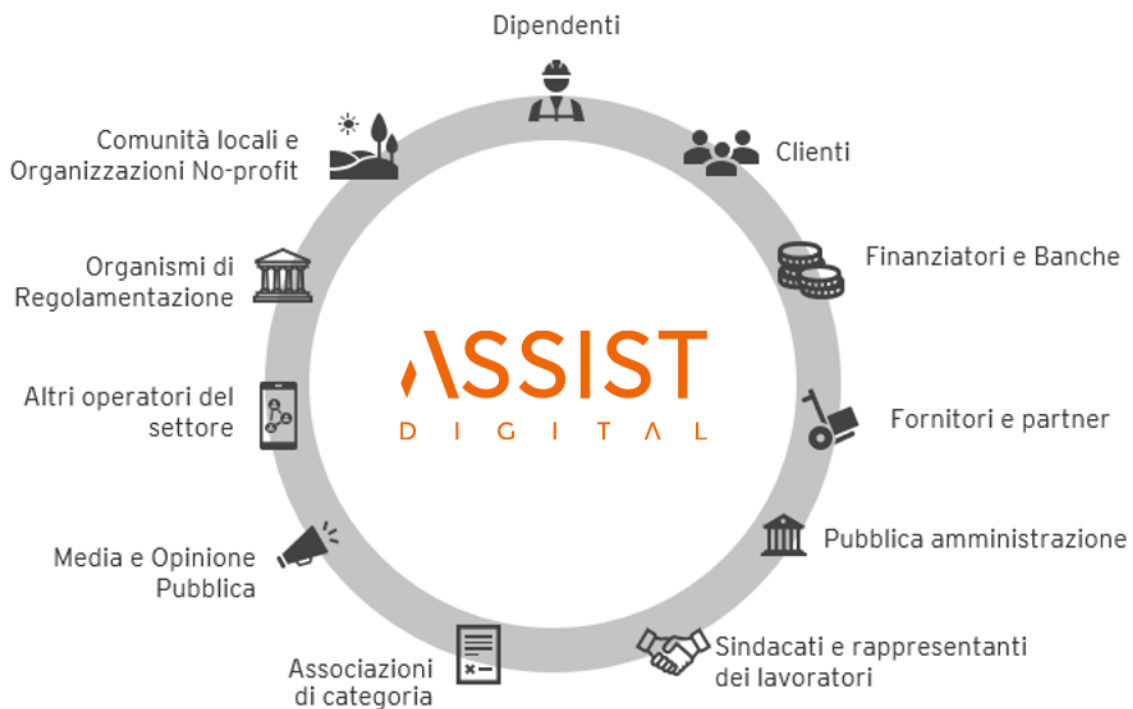 Dipendenti
Clienti
Finanziatori e Banche
Fornitori e partner
Pubblica amministrazione
Sindacati e rappresentanti
dei lavoratori
Associazioni
di categoria
Media e Opinione
Pubblica
Altri operatori del
settore
Organismi di
Regolamentazione
Comunità locali e
Organizzazioni No-profit
ASSIST
DIGITAL